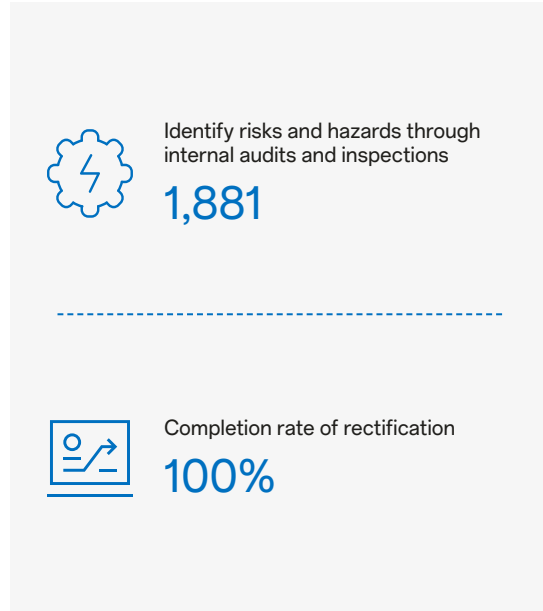 Identify risks and hazards through
internal audits and inspections
1,881
Completion rate of rectification
100%